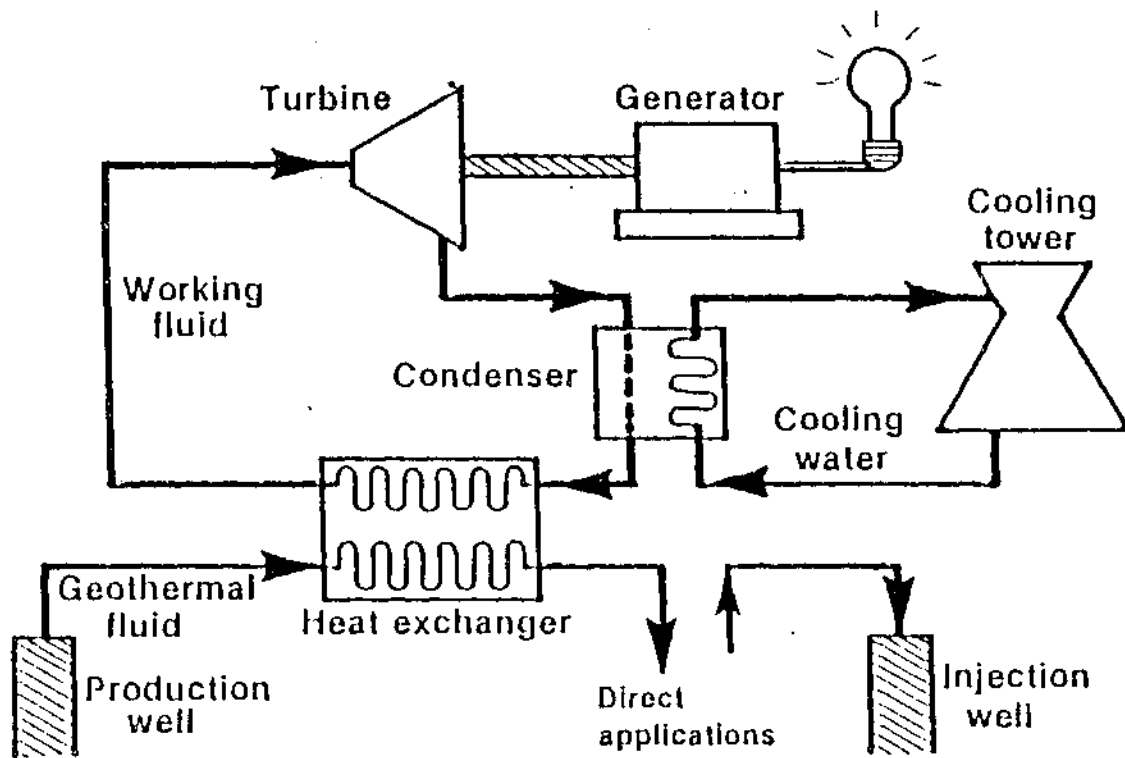 Turbine
Generator
Cooling
tower
Working
fluid
Condenser
Cooling
water
Geothermal
fluid
Heat exchanger
Production
well
Direct
applications
Injection
well